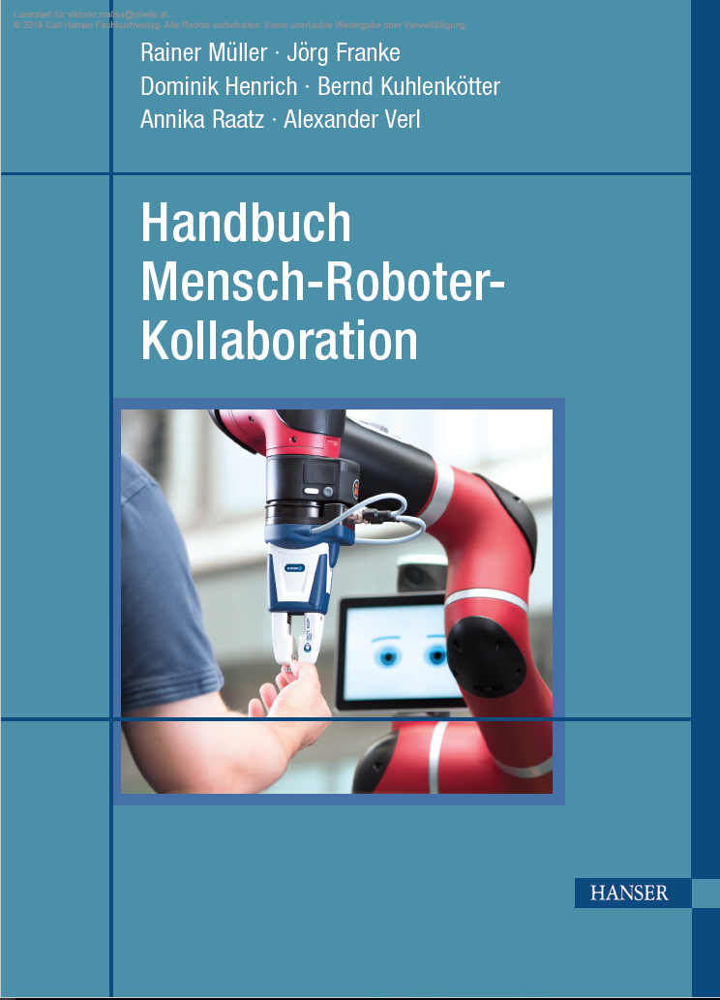 Lizenziert für viktorio.malisa@chello.at.
© 2019 Carl Hanser Fachbuchverlag. Alle Rechte vorbehalten. Keine unerlaubte Weitergabe oder Vervielfältigung.
Rainer Müller · Jörg Franke
Dominik Henrich · Bernd Kuhlenkötter
Annika Raatz · Alexander Verl
Handbuch
Mensch-Roboter-
Kollaboration
HANSER